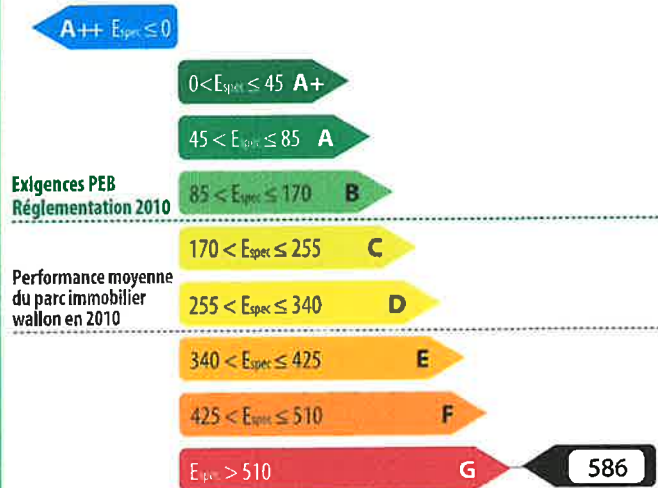 A++ Espec ≤ 0
0 < Espec ≤ 45 A+
45 < Espec ≤ 85 A
Exigences PEB
Réglementation 2010
85 < Espec ≤ 170 B
170 < Espec ≤ 255 C
Performance moyenne
du parc immobilier
wallon en 2010
255 < Espec ≤ 340 D
340 < Espec ≤ 425 E
425 < Espec ≤ 510 F
Espec > 510 G
586